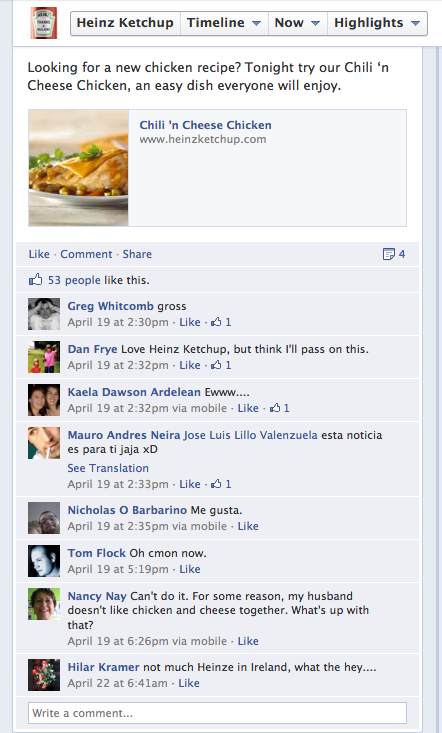 Heinz Ketchup Timeline Now Highlights
Looking for a new chicken recipe? Tonight try our Chili ‘n
Cheese Chicken, an easy dish everyone will enjoy.
Chili 'n Cheese Chicken
www.heinzketchup.com
Like · Comment · Share 4
53 people like this.
Greg Whitcomb gross
April 19 at 2:30pm · Like · 1
Dan Frye Love Heinz Ketchup, but think I'll pass on this.
April 19 at 2:32pm · Like · 1
Kaela Dawson Ardelean Ewww....
April 19 at 2:32pm via mobile · Like · 1
Mauro Andres Neira Jose Luis Lillo Valenzuela esta noticia
es para ti jaja xD
See Translation
April 19 at 2:33pm · Like · 1
Nicholas O Barbarino Me gusta.
April 19 at 2:35pm via mobile · Like
Tom Flock Oh cmon now.
April 19 at 5:19pm · Like
Nancy Nay Can't do it. For some reason, my husband
doesn't like chicken and cheese together. What's up with
that?
April 19 at 6:26pm via mobile · Like
Hilar Kramer not much Heinze in Ireland, what the hey....
April 22 at 6:41am · Like
Write a comment...